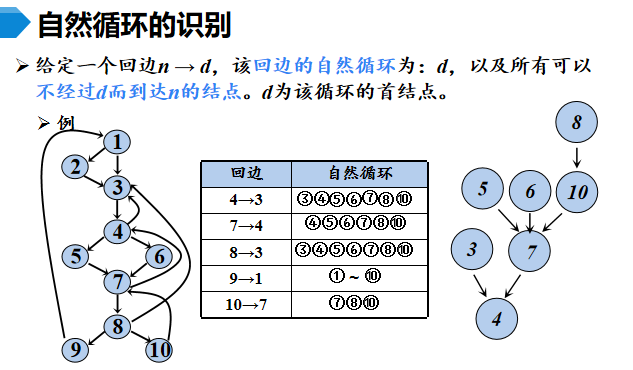 自然循环的识别
➢ 给定一个回边n → d，该回边的自然循环为：d，以及所有可以
不经过d而到达n的结点。d为该循环的首结点。
➢ 例
1
2
3
4
5
6
7
8
9
10
回边 自然循环
4→3 ③④⑤⑥⑦⑧⑩
7→4 ④⑤⑥⑦⑧⑩
8→3 ③④⑤⑥⑦⑧⑩
9→1 ① ~ ⑩
10→7 ⑦⑧⑩
8
5 6 10
3 7
4